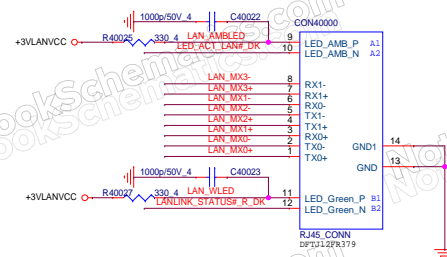 1000p/50V_4 C40022 CON40000
+3VLANVCC R40025 330_4 LAN_AMBLED 9 LED_AMB_P A1
LED_ACT_LAN#_DK 10 LED_AMB_N A2
LAN_MX3- 8 RX1-
LAN_MX3+ 7 RX1+
LAN_MX1- 6 RX0-
LAN_MX2- 5 TX1-
LAN_MX2+ 4 TX1+
LAN_MX1+ 3 RX0+
LAN_MX0- 2 TX0- GND1 14
LAN_MX0+ 1 TX0+ GND 13
1000p/50V_4 C40023
+3VLANVCC R40027 330_4 LAN_WLED 11 LED_Green_P B1
LANLINK_STATUS#_R_DK 12 LED_Green_N B2
RJ45_CONN
DFTJ12FR379